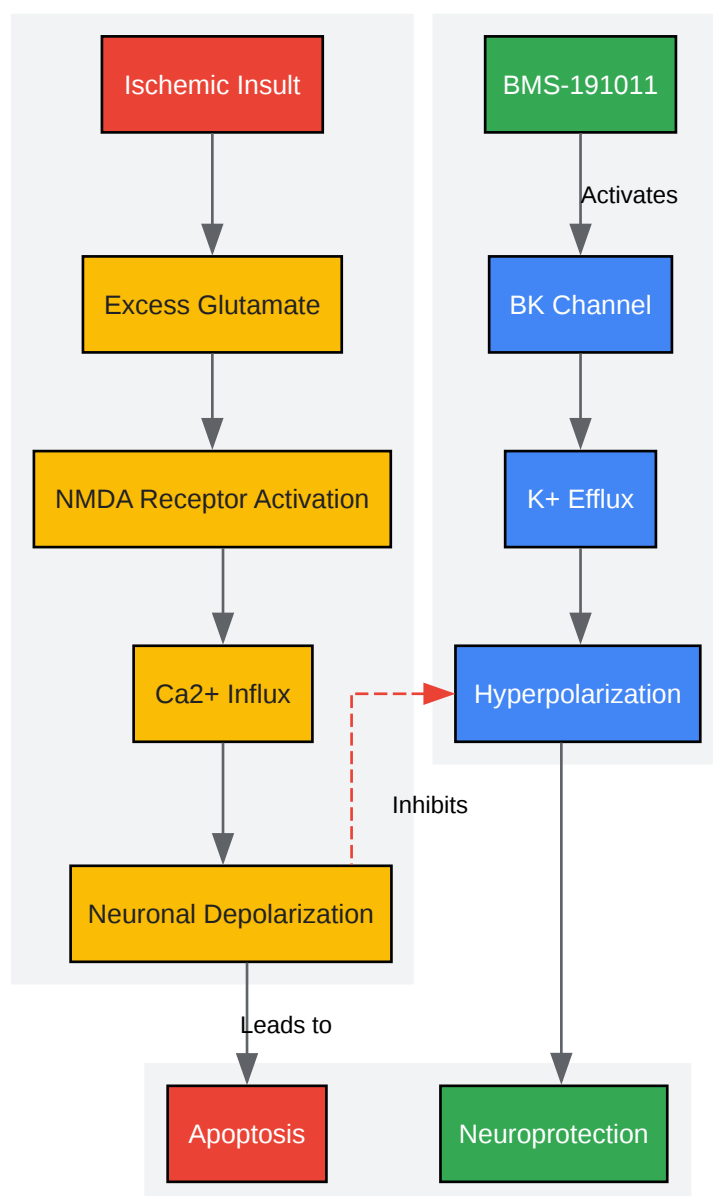 Ischemic Insult
BMS-191011
Activates
Excess Glutamate
BK Channel
NMDA Receptor Activation
K+ Efflux
Ca2+ Influx
Hyperpolarization
Inhibits
Neuronal Depolarization
Leads to
Apoptosis
Neuroprotection